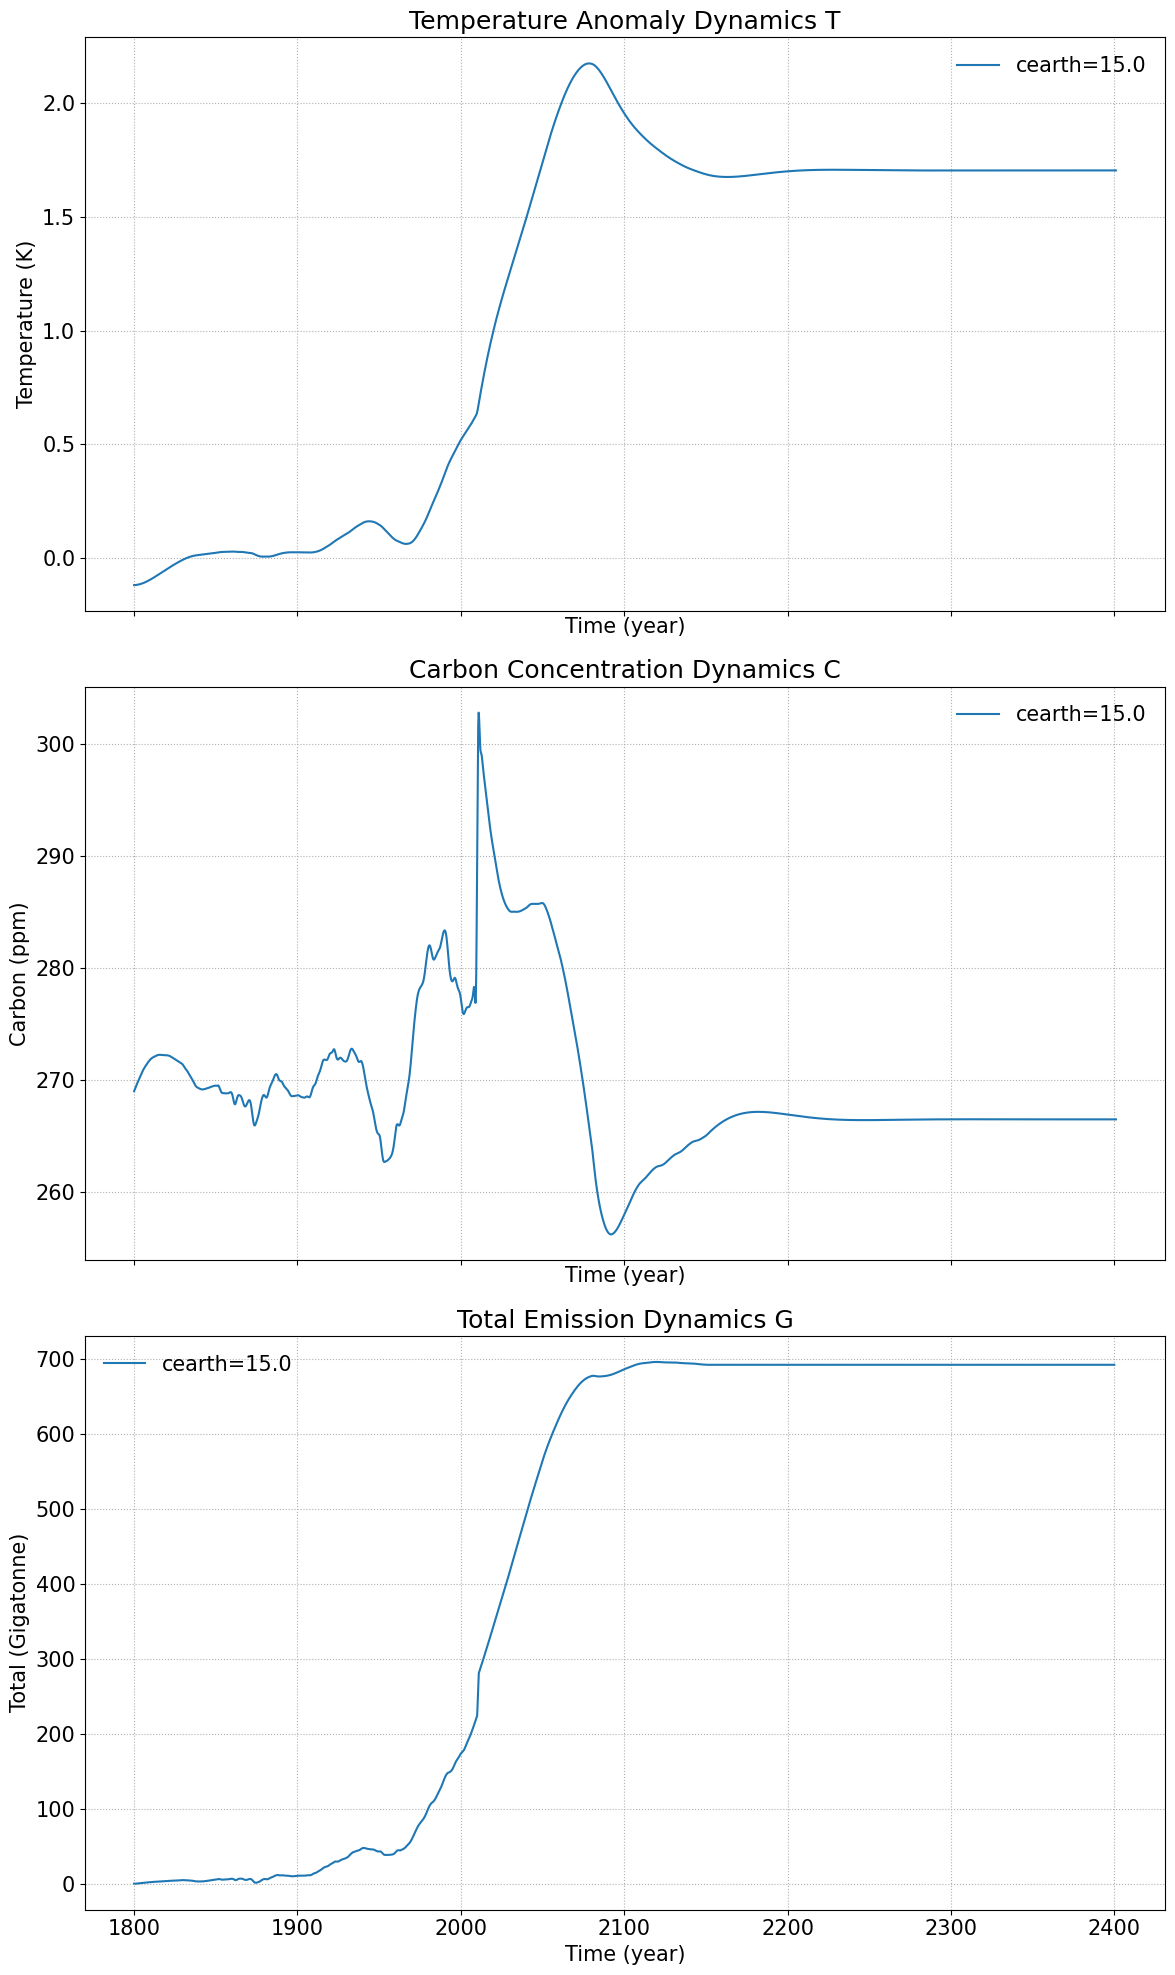 Temperature Anomaly Dynamics T
cearth=15.0
2.0
1.5
1.0
0.5
0.0
Temperature (K)
Time (year)
Carbon Concentration Dynamics C
cearth=15.0
300
290
280
270
260
Carbon (ppm)
Time (year)
Total Emission Dynamics G
cearth=15.0
700
600
500
400
300
200
100
0
Total (Gigatonne)
1800 1900 2000 2100 2200 2300 2400
Time (year)